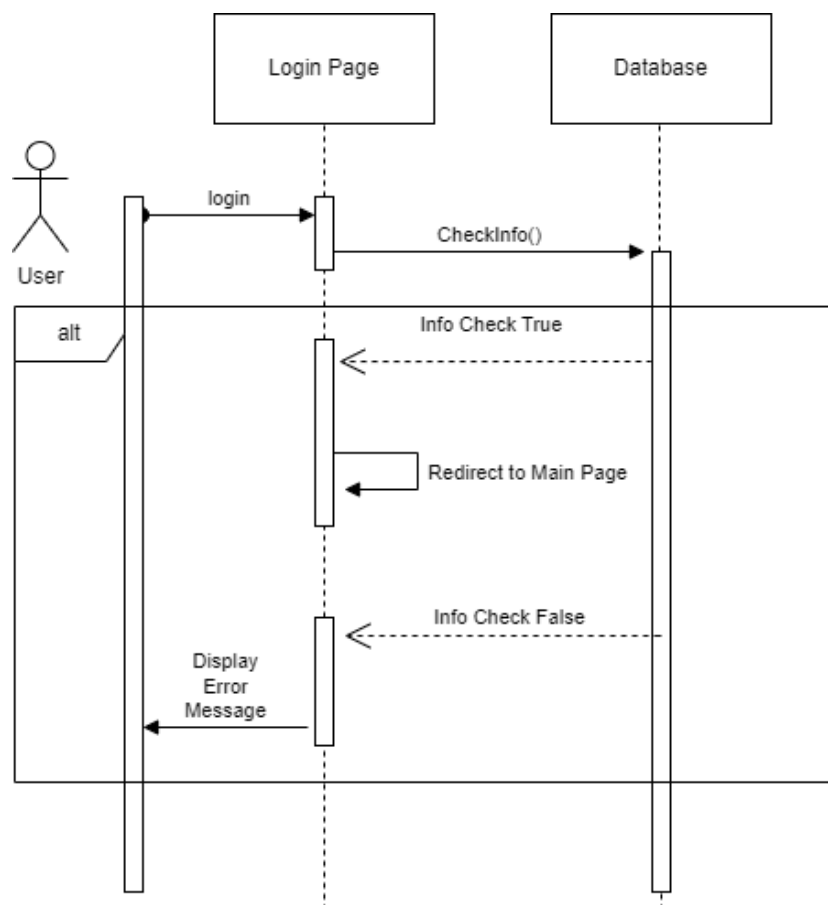 Login Page
Database
login
CheckInfo()
User
alt
Info Check True
Redirect to Main Page
Info Check False
Display
Error
Message